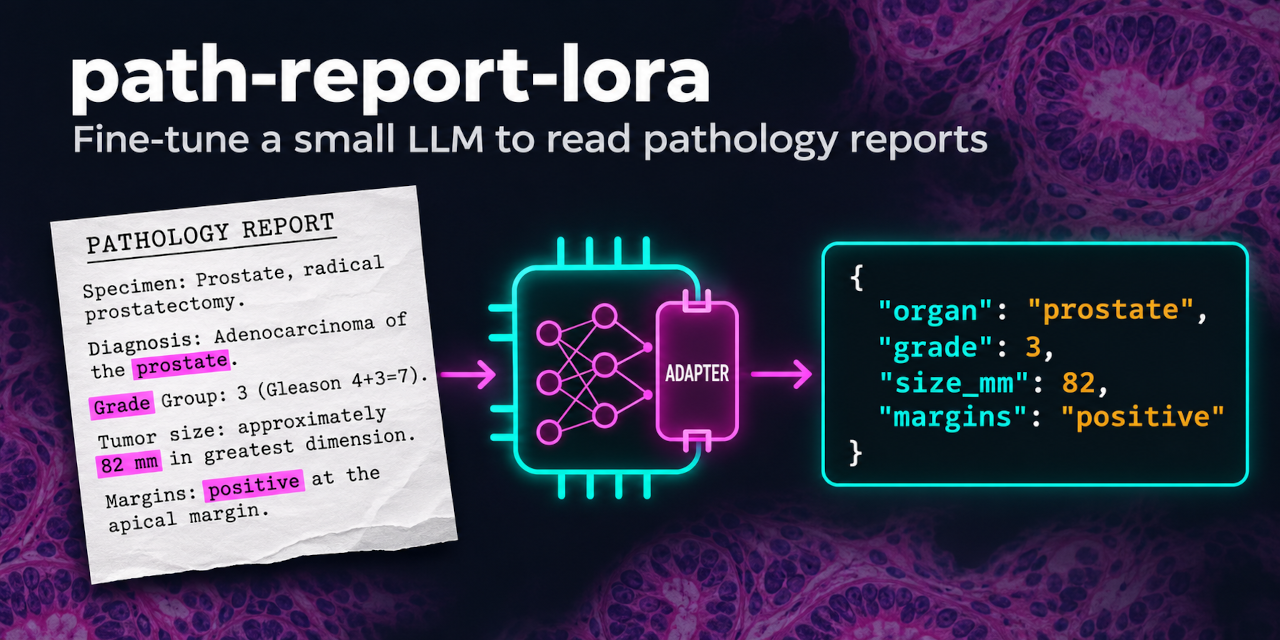 path-report-lora
Fine-tune a small LLM to read pathology reports
PATHOLOGY REPORT
Specimen: Prostate, radical
prostatectomy.
Diagnosis: Adenocarcinoma of
the prostate.
Grade Group: 3 (Gleason 4+3=7).
Tumor size: approximately
82 mm in greatest dimension.
Margins: positive at the
apical margin.
ADAPTER
{
"organ": "prostate",
"grade": 3,
"size_mm": 82,
"margins": "positive"
}